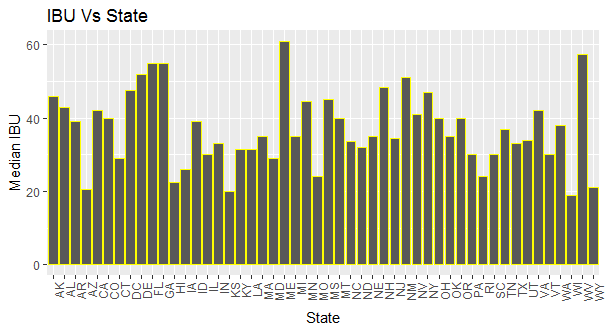 IBU Vs State
Median IBU
60
40
20
0
AK AL AR AZ CA CO CT DC DE FL GA HI IA ID IL IN KS KY LA MA MD ME MI MN MO MS MT NC ND NE NH NJ NM NV NY OH OK OR PA RI SC TN TX UT VA VT WA WI WV WY
State